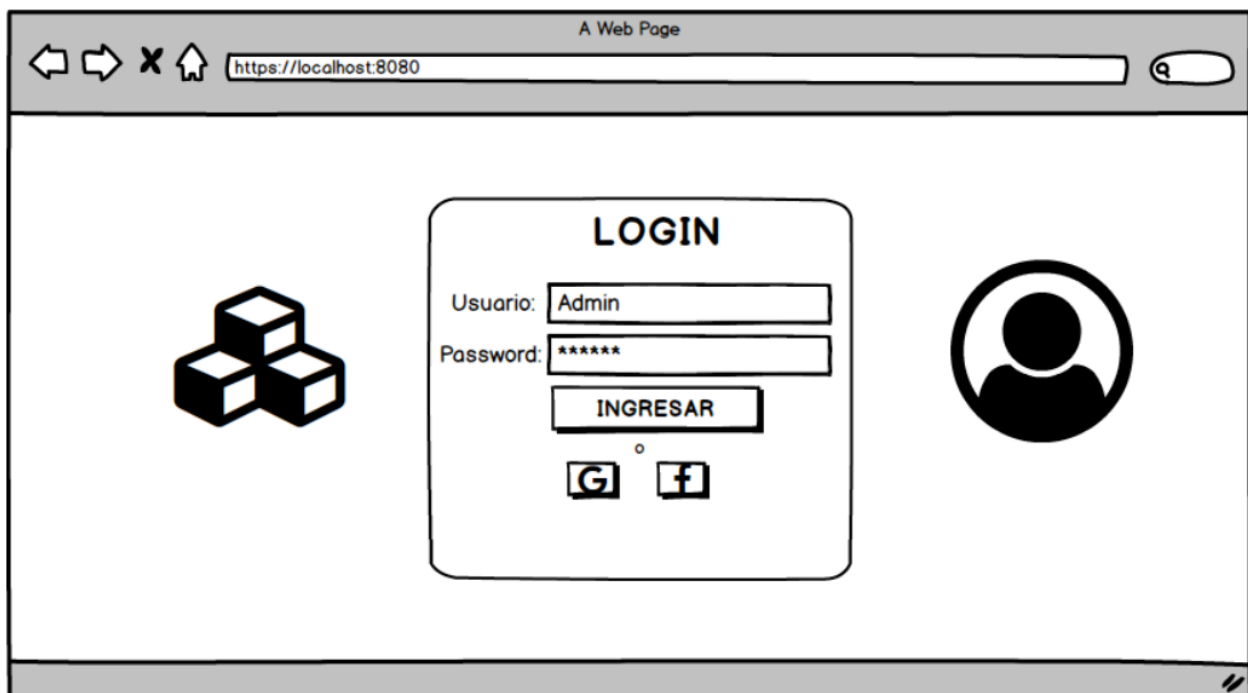 A Web Page
https://localhost:8080
LOGIN
Usuario: Admin
Password: ******
INGRESAR
o
G f